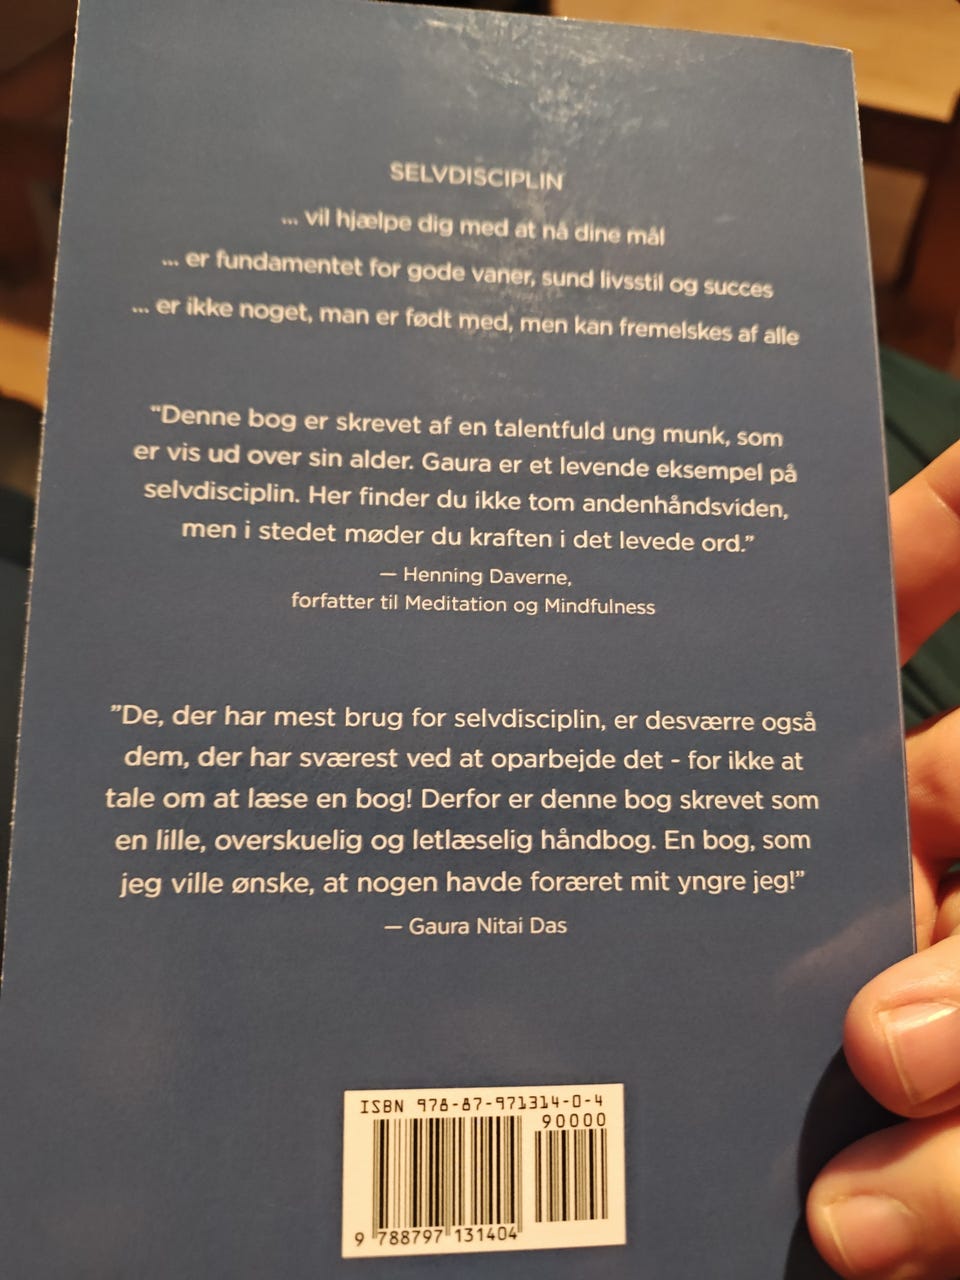 SELVDISCIPLIN
... vil hjælpe dig med at nå dine mål
... er fundamentet for gode vaner, sund livsstil og succes
... er ikke noget, man er født med, men kan fremelskes af alle
"Denne bog er skrevet af en talentfuld ung munk, som
er vis ud over sin alder. Gaura er et levende eksempel på
selvdisciplin. Her finder du ikke tom andenhåndsviden,
men i stedet møder du kraften i det levede ord."
— Henning Daverne,
forfatter til Meditation og Mindfulness
"De, der har mest brug for selvdisciplin, er desværre også
dem, der har sværest ved at oparbejde det - for ikke at
tale om at læse en bog! Derfor er denne bog skrevet som
en lille, overskuelig og letlæselig håndbog. En bog, som
jeg ville ønske, at nogen havde foræret mit yngre jeg!"
— Gaura Nitai Das
ISBN 978-87-971314-0-4
90000
9 788797 131404